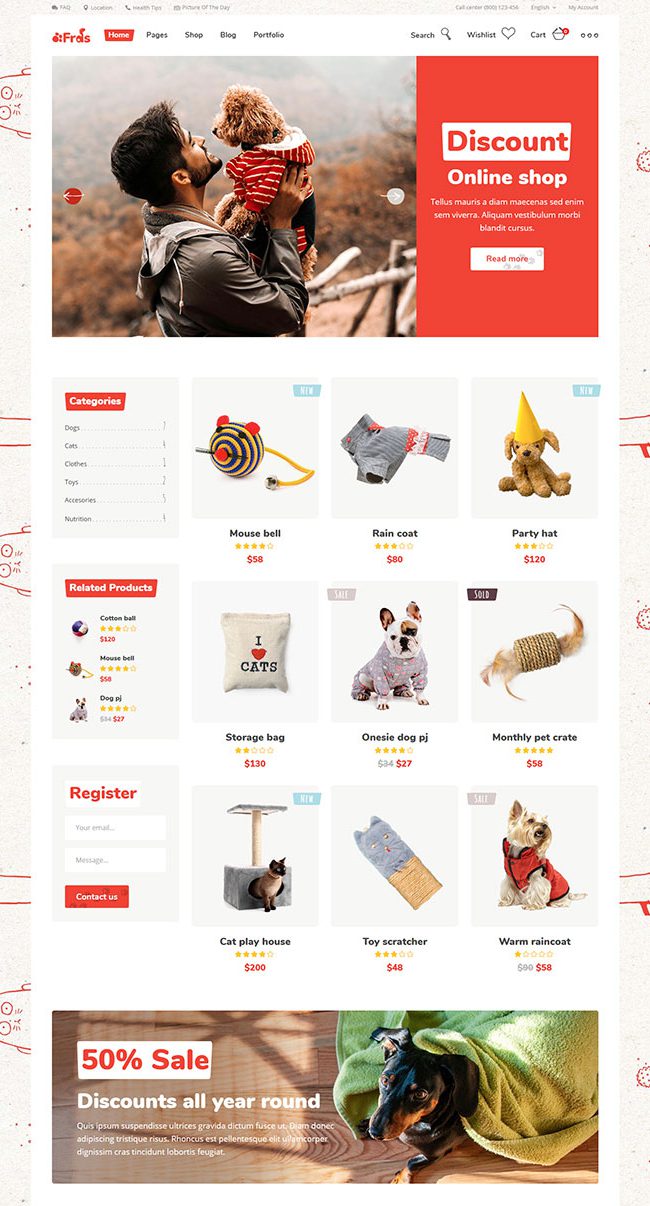 FAQ Location Health Tips Picture Of The Day Call center (900) 123-456 English My Account
Frds Home Pages Shop Blog Portfolio Search Wishlist Cart 0
Discount
Online shop
Tellus mauris a diam maecenas sed enim
sem viverra. Aliquam vestibulum morbi
blandit cursus.
Read more
Categories
Dogs
Cats
Clothes
Toys
Accesories
Nutrition
Related Products
Cotton ball
$120
Mouse bell
$58
Dog pj
$34 $27
Register
Your email...
Message...
Contact us
New
Mouse bell
$58
Rain coat
$80
New
Party hat
$120
I
CATS
Storage bag
$130
Sale
Onesie dog pj
$34 $27
Sold
Monthly pet crate
$58
New
Cat play house
$200
Toy scratcher
$48
Sale
Warm raincoat
$90 $58
50% Sale
Discounts all year round
Quis ipsum suspendisse ultrices gravida dictum fusce ut. Diam donec
adipiscing tristique risus. Rhoncus est pellentesque elit ullamcorper
dignissim cras tincidunt lobortis feugiat.